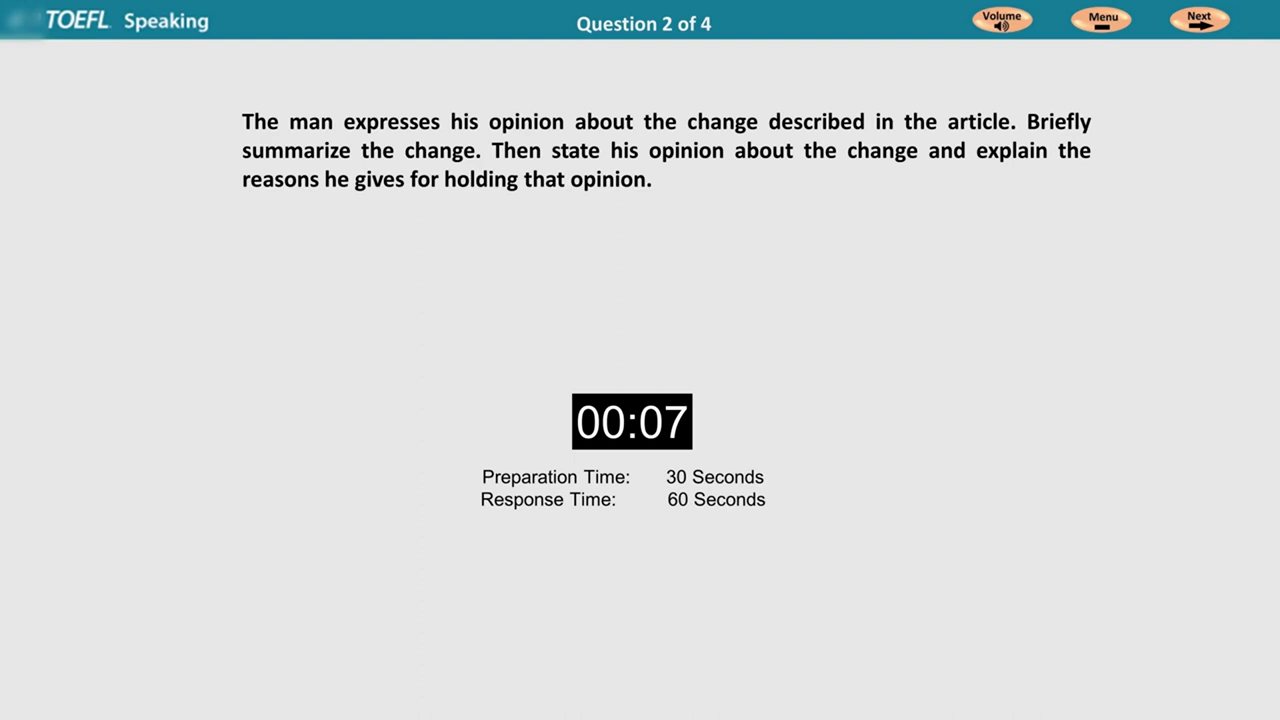 TOEFL Speaking
Question 2 of 4
Volume
Menu
Next
The man expresses his opinion about the change described in the article. Briefly
summarize the change. Then state his opinion about the change and explain the
reasons he gives for holding that opinion.
00:07
Preparation Time: 30 Seconds
Response Time: 60 Seconds